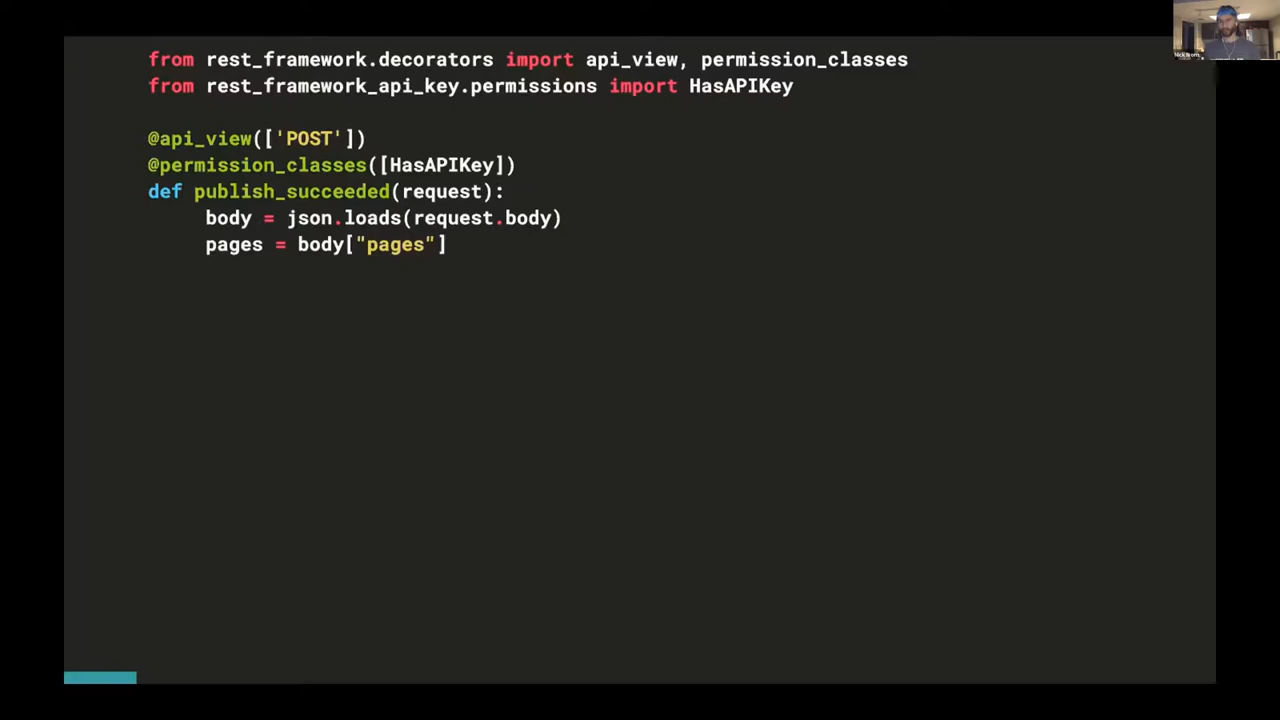 from rest_framework.decorators import api_view, permission_classes
from rest_framework_api_key.permissions import HasAPIKey
@api_view(['POST'])
@permission_classes([HasAPIKey])
def publish_succeeded(request):
body = json.loads(request.body)
pages = body["pages"]